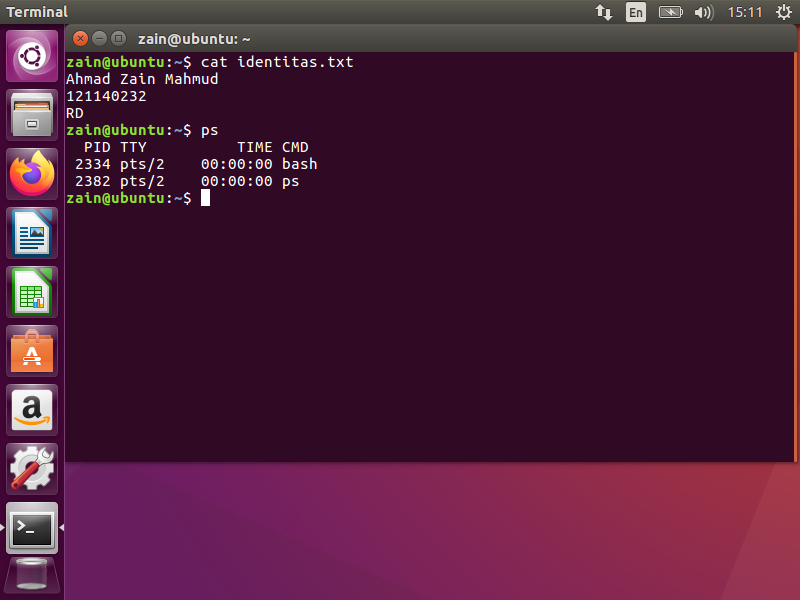 Terminal
En
15:11
zain@ubuntu: ~
zain@ubuntu:~$ cat identitas.txt
Ahmad Zain Mahmud
121140232
RD
zain@ubuntu:~$ ps
  PID TTY          TIME CMD
 2334 pts/2    00:00:00 bash
 2382 pts/2    00:00:00 ps
zain@ubuntu:~$
A
a
>_